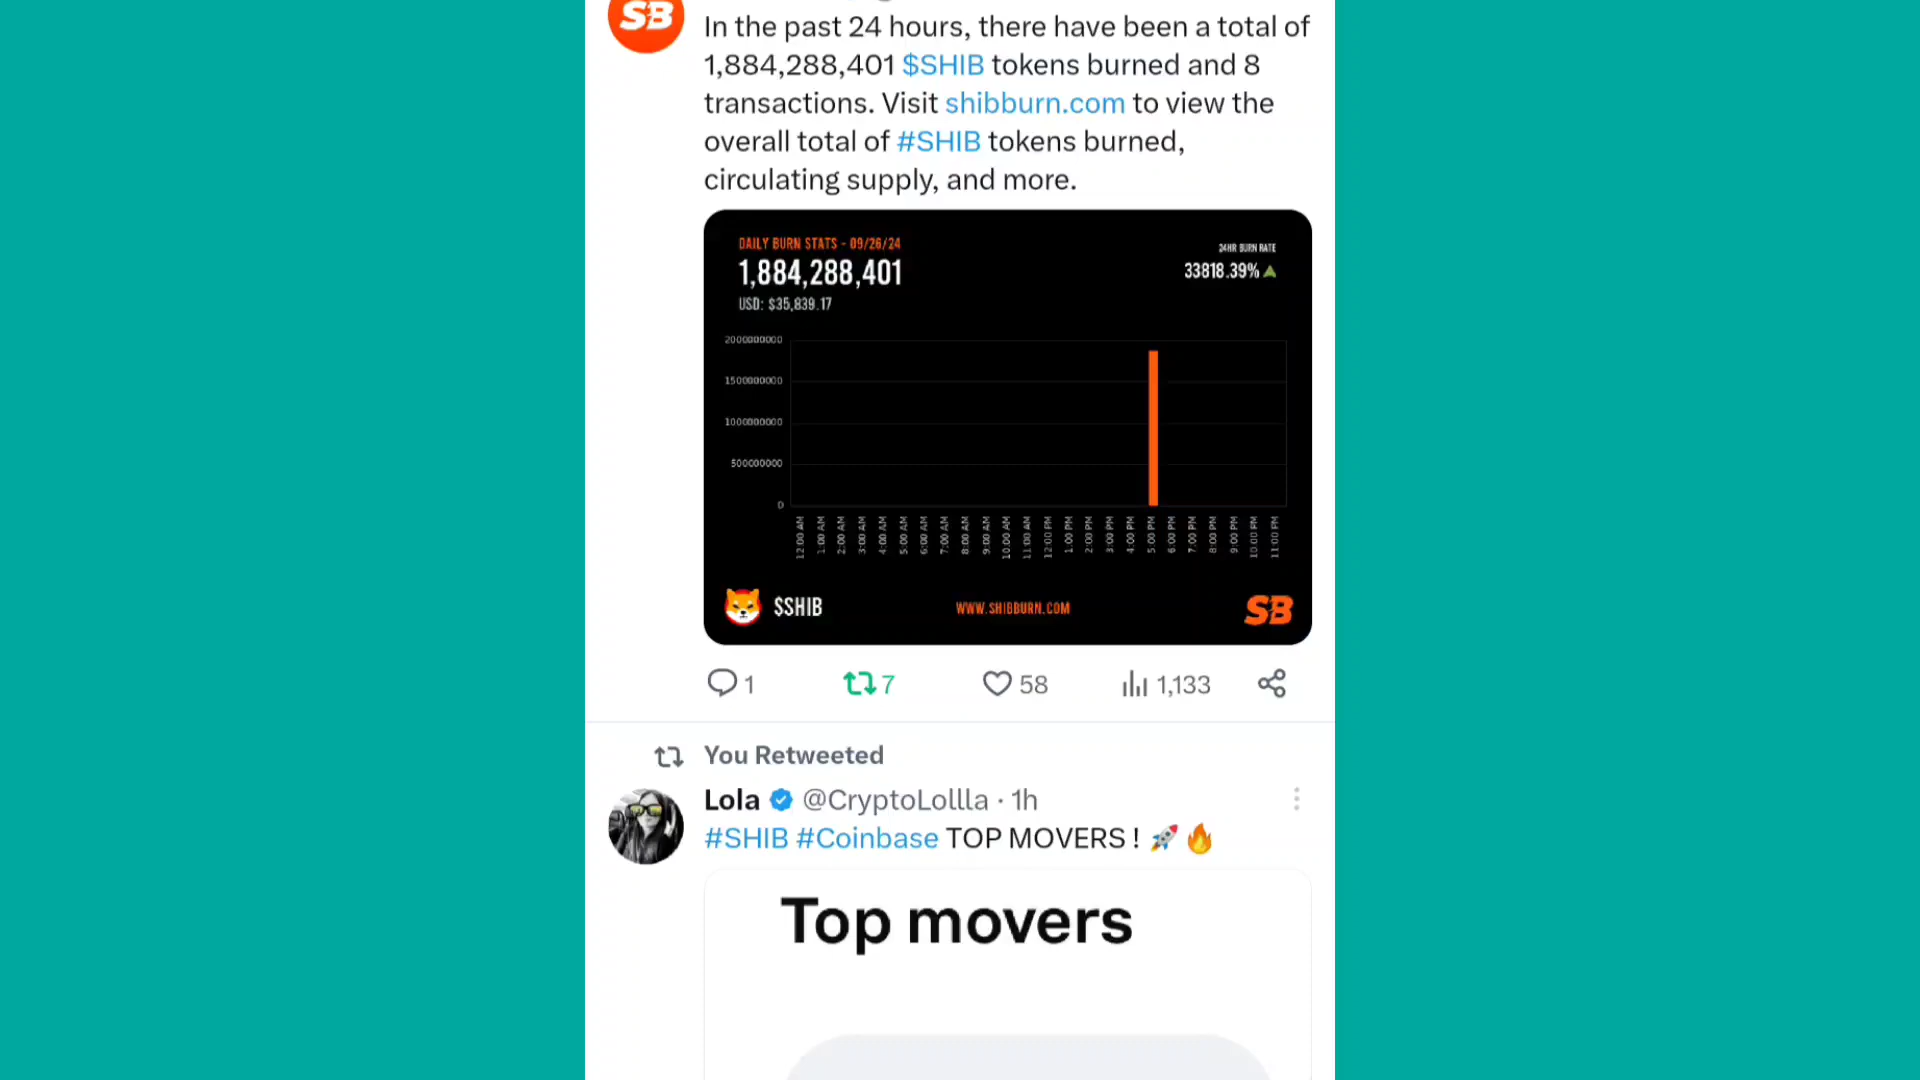 SB
In the past 24 hours, there have been a total of
1,884,288,401 $SHIB tokens burned and 8
transactions. Visit shibburn.com to view the
overall total of #SHIB tokens burned,
circulating supply, and more.
DAILY BURN STATS - 09/26/24
1,884,288,401
USD: $35,839.17
24HR BURN RATE
33818.39%
2000000000
1500000000
1000000000
500000000
0
12:00 AM
1:00 AM
2:00 AM
3:00 AM
4:00 AM
5:00 AM
6:00 AM
7:00 AM
8:00 AM
9:00 AM
10:00 AM
11:00 AM
12:00 PM
1:00 PM
2:00 PM
3:00 PM
4:00 PM
5:00 PM
6:00 PM
7:00 PM
8:00 PM
9:00 PM
10:00 PM
11:00 PM
$SHIB
WWW.SHIBBURN.COM
SB
1 7 58 1,133
You Retweeted
Lola @CryptoLollla · 1h
#SHIB #Coinbase TOP MOVERS ! 🚀🔥
Top movers